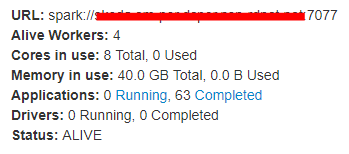 URL: spark:// :7077
Alive Workers: 4
Cores in use: 8 Total, 0 Used
Memory in use: 40.0 GB Total, 0.0 B Used
Applications: 0 Running, 63 Completed
Drivers: 0 Running, 0 Completed
Status: ALIVE